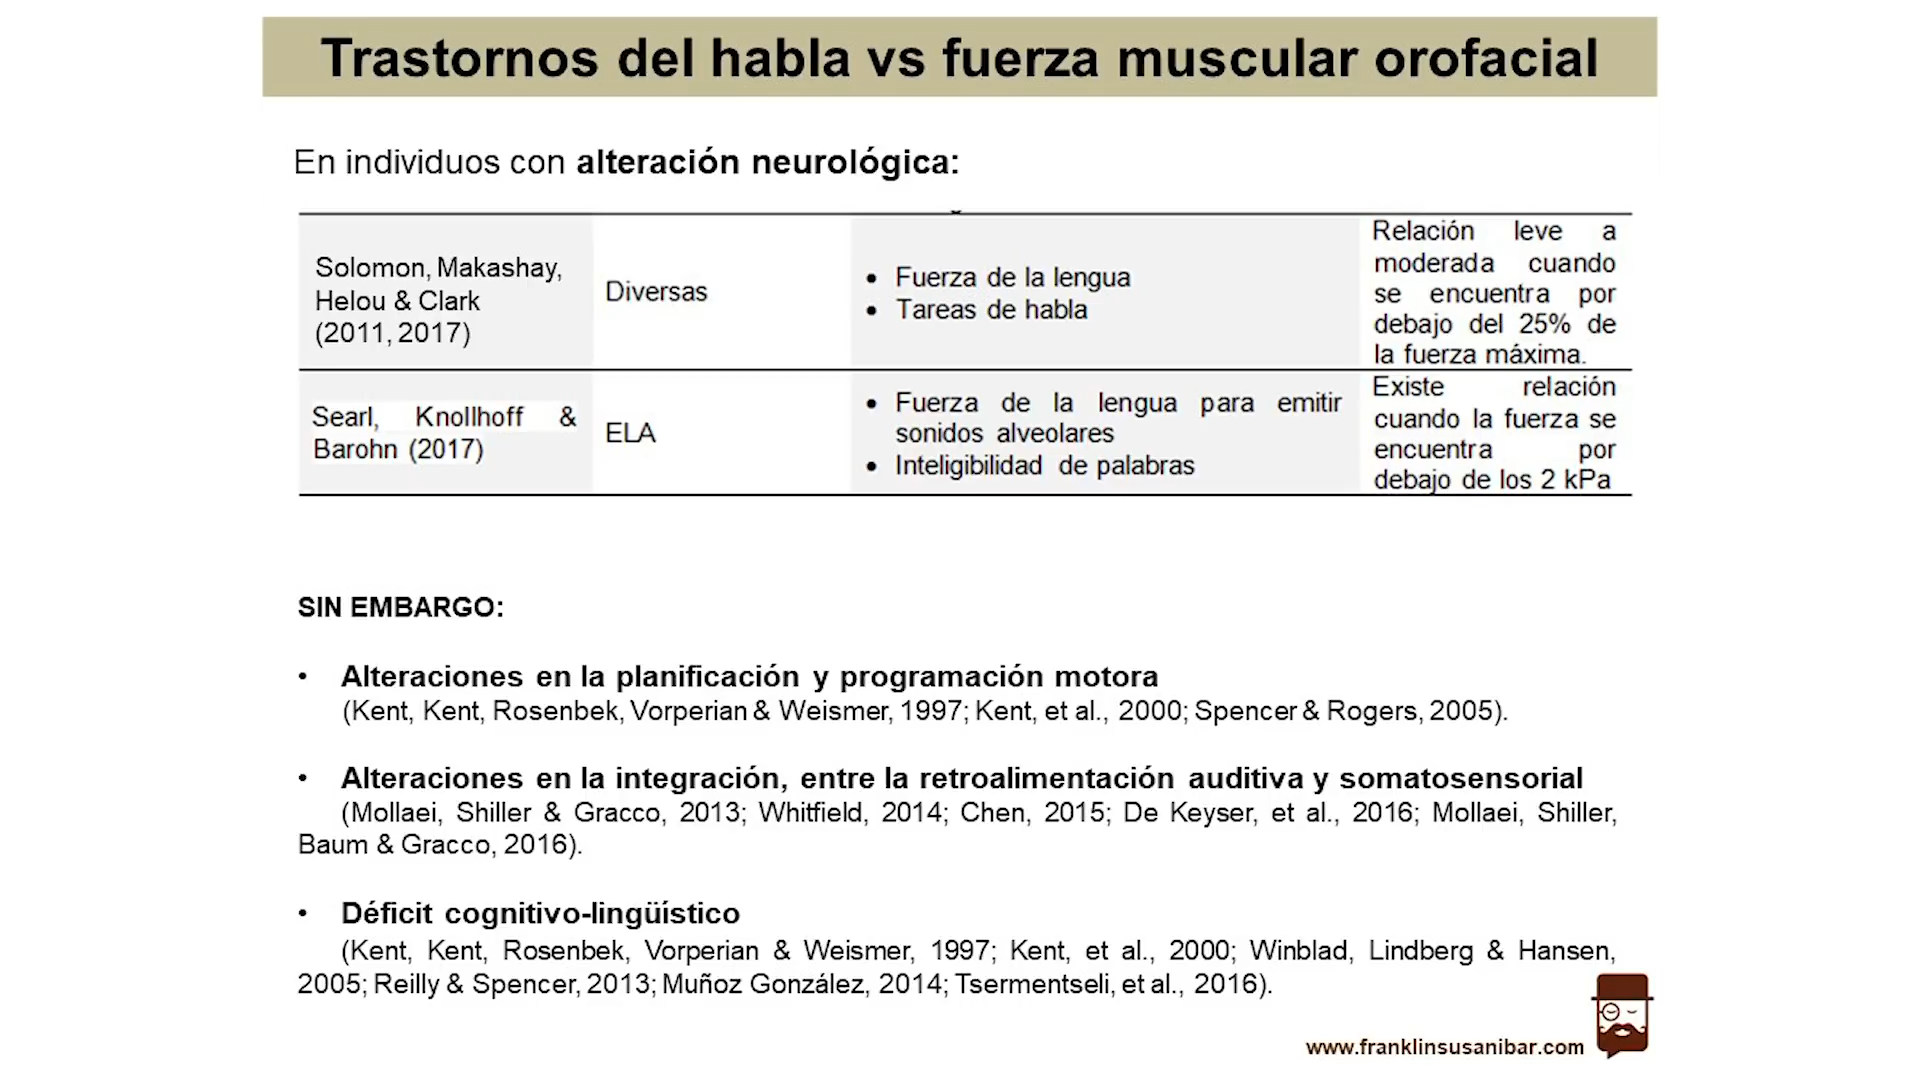 Trastornos del habla vs fuerza muscular orofacial
En individuos con alteración neurológica:
Solomon, Makashay,
Helou & Clark
(2011, 2017)
Diversas
• Fuerza de la lengua
• Tareas de habla
Relación leve a
moderada cuando
se encuentra por
debajo del 25% de
la fuerza máxima.
Searl, Knollhoff &
Barohn (2017)
ELA
• Fuerza de la lengua para emitir
sonidos alveolares
• Inteligibilidad de palabras
Existe relación
cuando la fuerza se
encuentra por
debajo de los 2 kPa
SIN EMBARGO:
• Alteraciones en la planificación y programación motora
(Kent, Kent, Rosenbek, Vorperian & Weismer, 1997; Kent, et al., 2000; Spencer & Rogers, 2005).
• Alteraciones en la integración, entre la retroalimentación auditiva y somatosensorial
(Mollaei, Shiller & Gracco, 2013; Whitfield, 2014; Chen, 2015; De Keyser, et al., 2016; Mollaei, Shiller,
Baum & Gracco, 2016).
• Déficit cognitivo-lingüístico
(Kent, Kent, Rosenbek, Vorperian & Weismer, 1997; Kent, et al., 2000; Winblad, Lindberg & Hansen,
2005; Reilly & Spencer, 2013; Muñoz González, 2014; Tsermentseli, et al., 2016).
www.franklinsusanibar.com